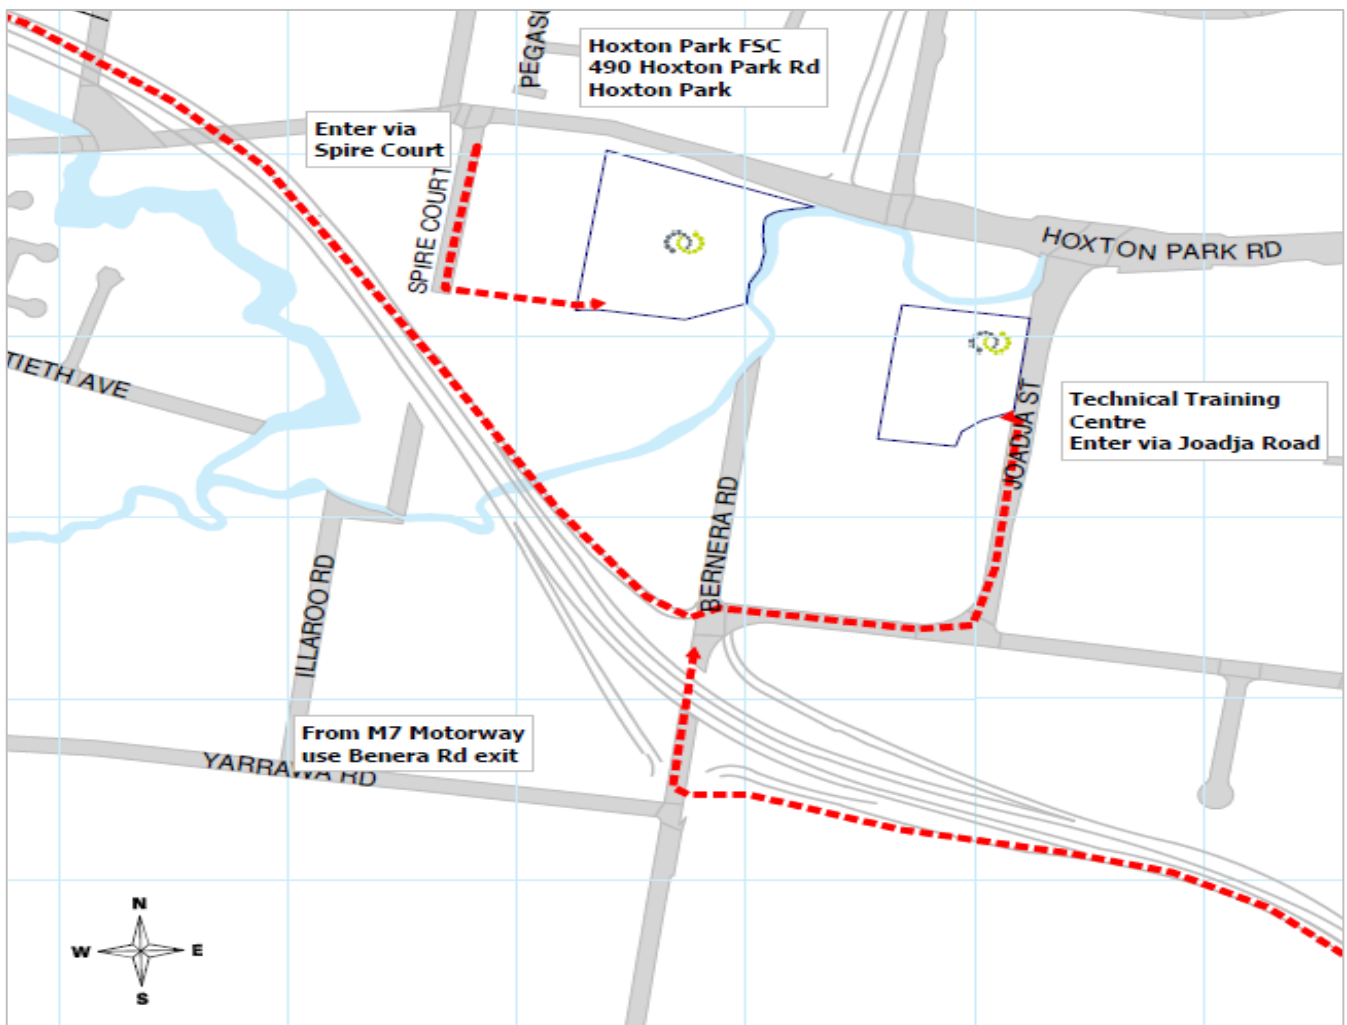 PEGASU
Hoxton Park FSC
490 Hoxton Park Rd
Hoxton Park
Enter via
Spire Court
SPIRE COURT
HOXTON PARK RD
TIETH AVE
JOADJA ST
Technical Training
Centre
Enter via Joadja Road
BERNERA RD
ILLAROO RD
From M7 Motorway
use Benera Rd exit
YARRAWA RD
N
W
E
S